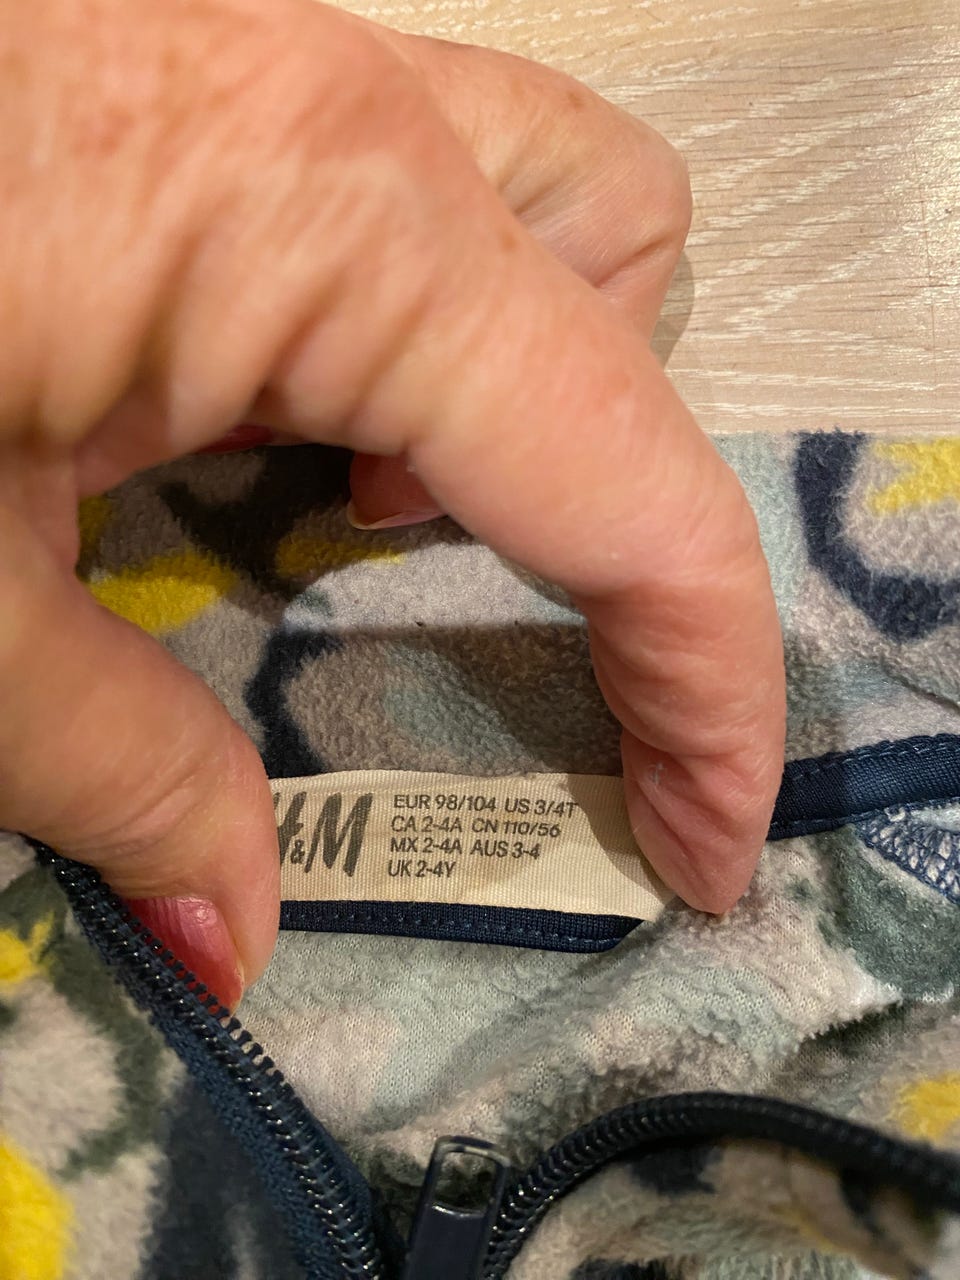 H&M
EUR 98/104 US 3/4T
CA 2-4A CN 110/56
MX 2-4A AUS 3-4
UK 2-4Y